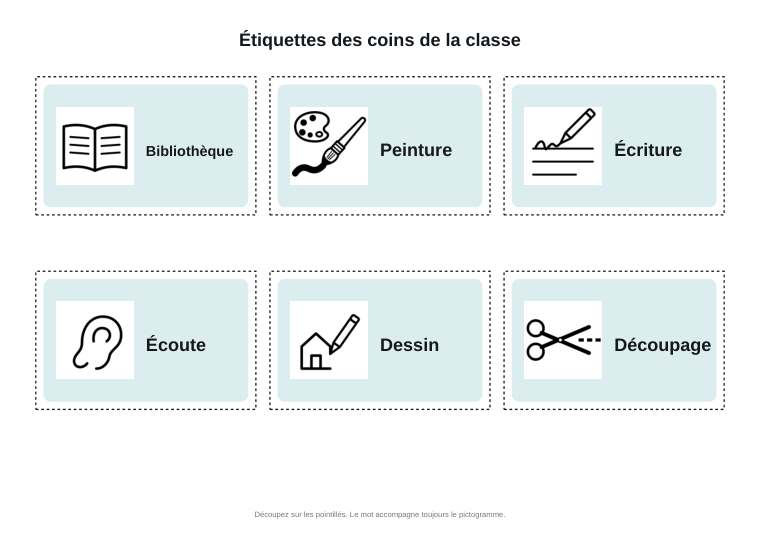 Étiquettes des coins de la classe
Bibliothèque
Peinture
Écriture
Écoute
Dessin
Découpage
Découpez sur les pointillés. Le mot accompagne toujours le pictogramme.